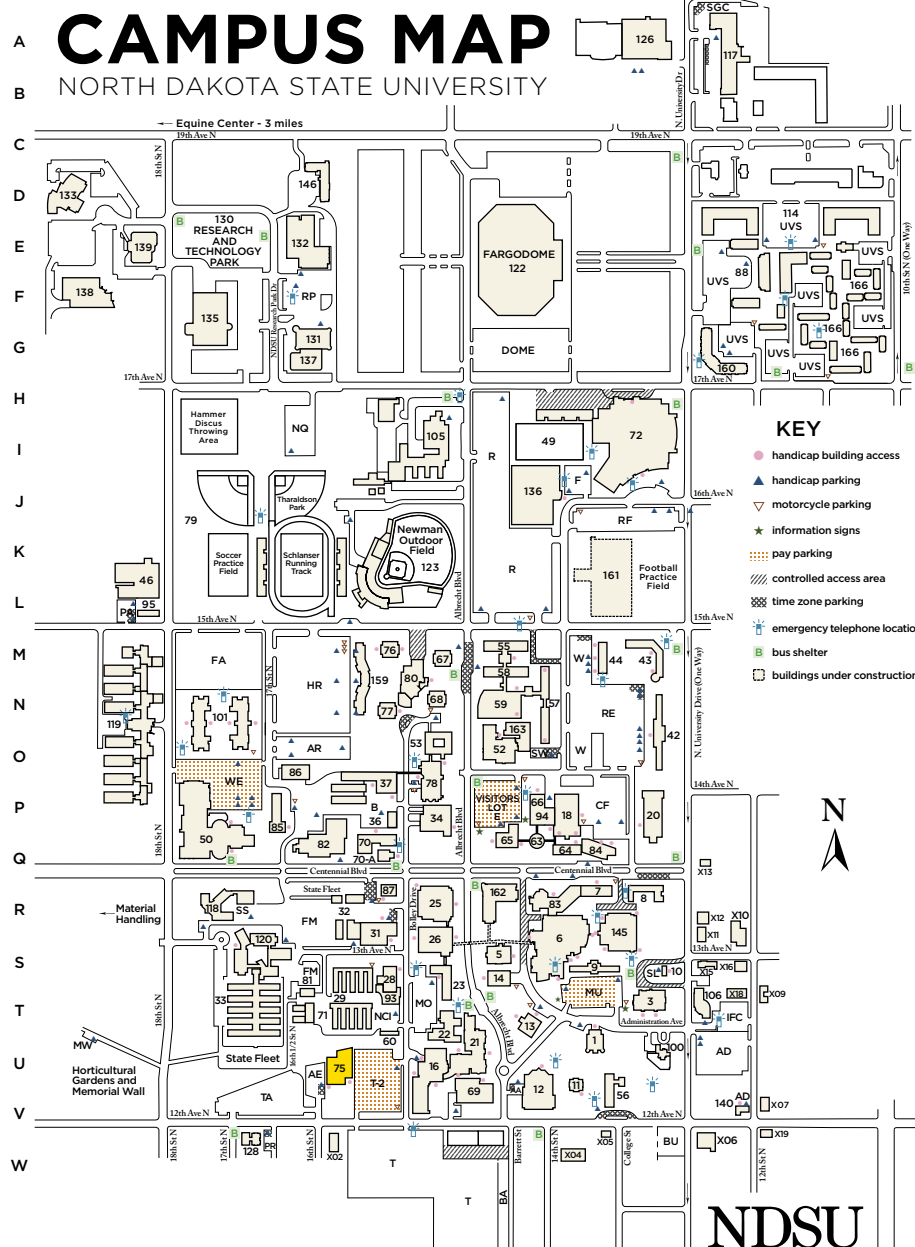 CAMPUS MAP
NORTH DAKOTA STATE UNIVERSITY
A
B
C
D
E
F
G
H
I
J
K
L
M
N
O
P
Q
R
S
T
U
V
W
SGC
126
117
N. University Dr
Equine Center - 3 miles
19th Ave N
19th Ave N
18th St N
B
146
133
130
RESEARCH
AND
TECHNOLOGY
PARK
B
B
132
139
138
135
RP
NDSU Research Park Dr
131
137
17th Ave N
FARGODOME
122
DOME
114
UVS
B
UVS
88
UVS
166
UVS
UVS
166
UVS
UVS
166
UVS
160
B
B
17th Ave N
10th St N (One Way)
Hammer
Discus
Throwing
Area
NQ
B
105
R
49
72
B
136
F
16th Ave N
79
Tharaldson
Park
Newman
Outdoor
Field
123
RF
Soccer
Practice
Field
Schlanser
Running
Track
Albrecht Blvd
R
161
Football
Practice
Field
46
95
15th Ave N
15th Ave N
KEY
handicap building access
handicap parking
motorcycle parking
information signs
pay parking
controlled access area
time zone parking
emergency telephone locatio
B
bus shelter
buildings under construction
FA
17th St N
HR
159
76
67
80
B
68
77
55
58
59
57
163
52
SW
W
44
43
B
RE
W
42
N. University Drive (One Way)
119
101
AR
53
WE
86
37
78
B
36
34
Albrecht Blvd
B
VISITORS
LOT
E
66
94
18
CF
20
14th Ave N
85
50
82
70
70-A
65
63
64
84
18th St N
B
B
B
Centennial Blvd
Centennial Blvd
N
X13
Material
Handling
118
SS
State Fleet
87
32
FM
31
13th Ave N
Bolley Drive
25
26
B
162
83
7
8
6
145
X12
X10
X11
13th Ave N
120
FM
81
33
29
28
93
71
NCI
60
MO
23
5
14
B
B
9
MU
B
SL
10
3
Administration Ave
X15
X16
106
X18
X09
IFC
18th St N
16th 1/2 St N
State Fleet
MW
Horticultural
Gardens and
Memorial Wall
22
21
Albrecht Blvd
13
1
100
AD
AE
75
T-2
16
69
AA
12
11
56
TA
12th Ave N
12th Ave N
AD
140
X07
18th St N
17th St N
B
128
PR
16th St N
X02
T
T
BA
Barrett St
B
14th St N
X04
X05
College St
BU
X06
X19
12th St N
NDSU